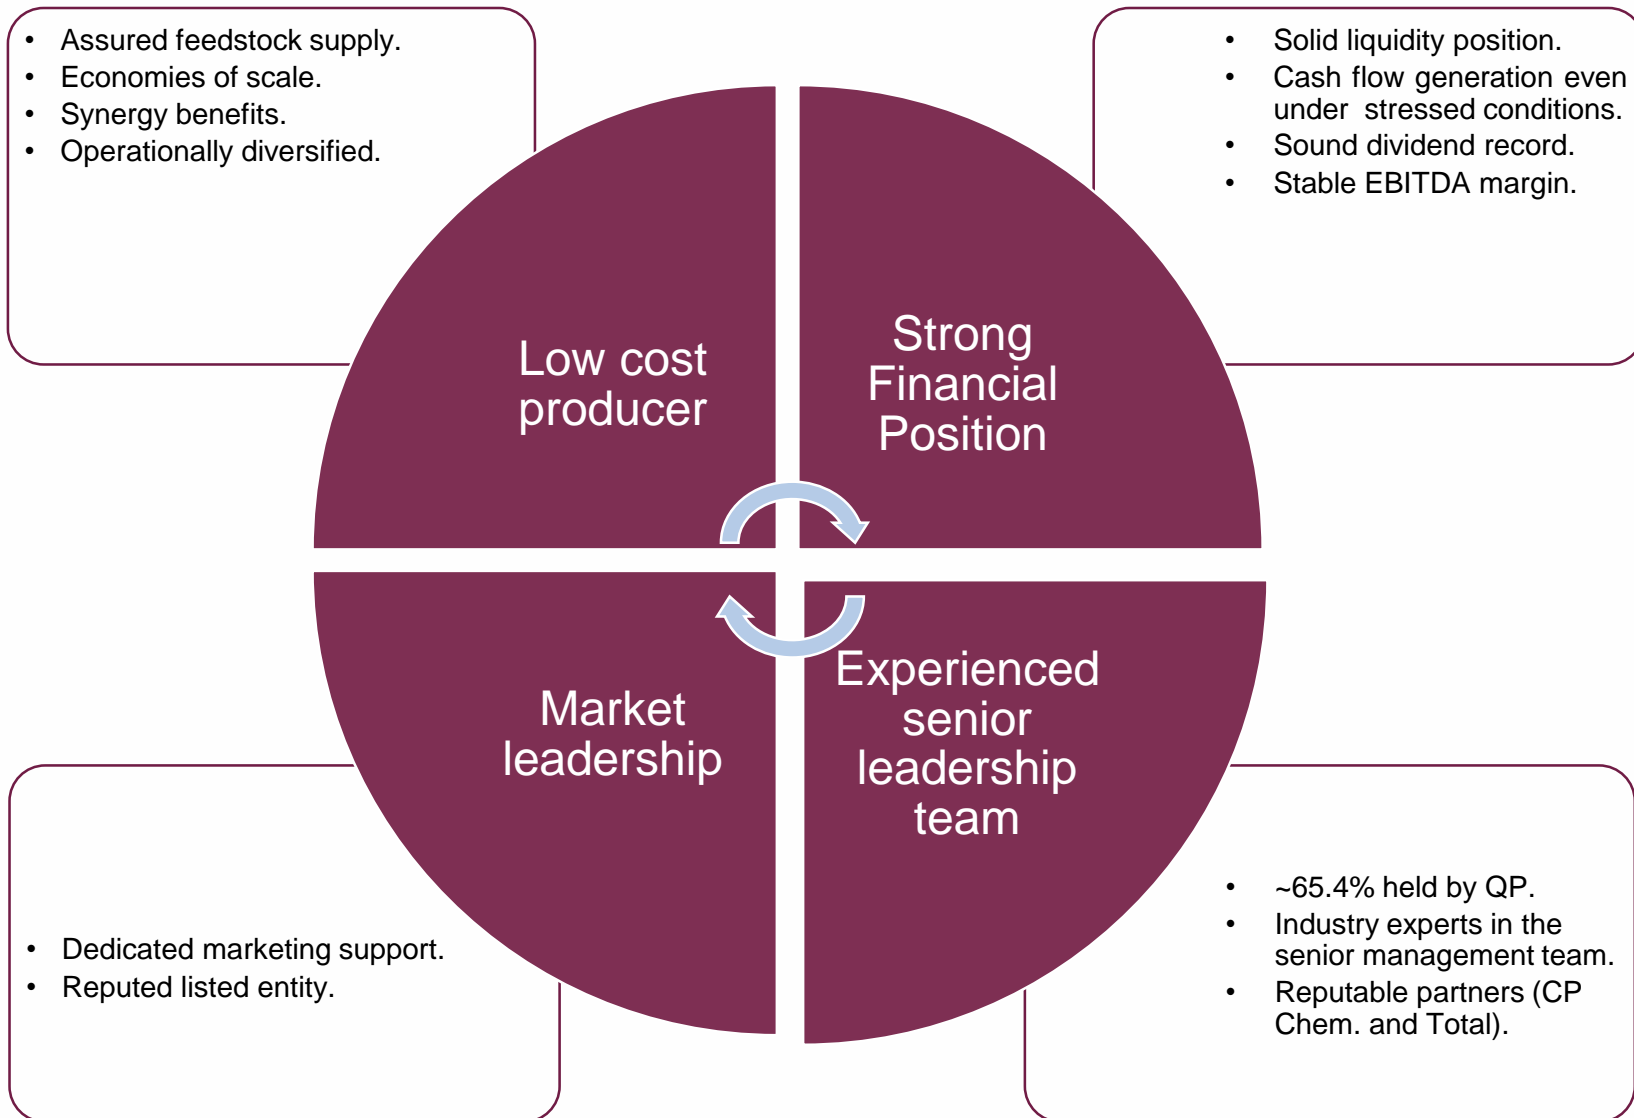 • Assured feedstock supply.
• Economies of scale.
• Synergy benefits.
• Operationally diversified.
• Solid liquidity position.
• Cash flow generation even
under stressed conditions.
• Sound dividend record.
• Stable EBITDA margin.
Low cost
producer
Strong
Financial
Position
Market
leadership
Experienced
senior
leadership
team
• Dedicated marketing support.
• Reputed listed entity.
• ~65.4% held by QP.
• Industry experts in the
senior management team.
• Reputable partners (CP
Chem. and Total).